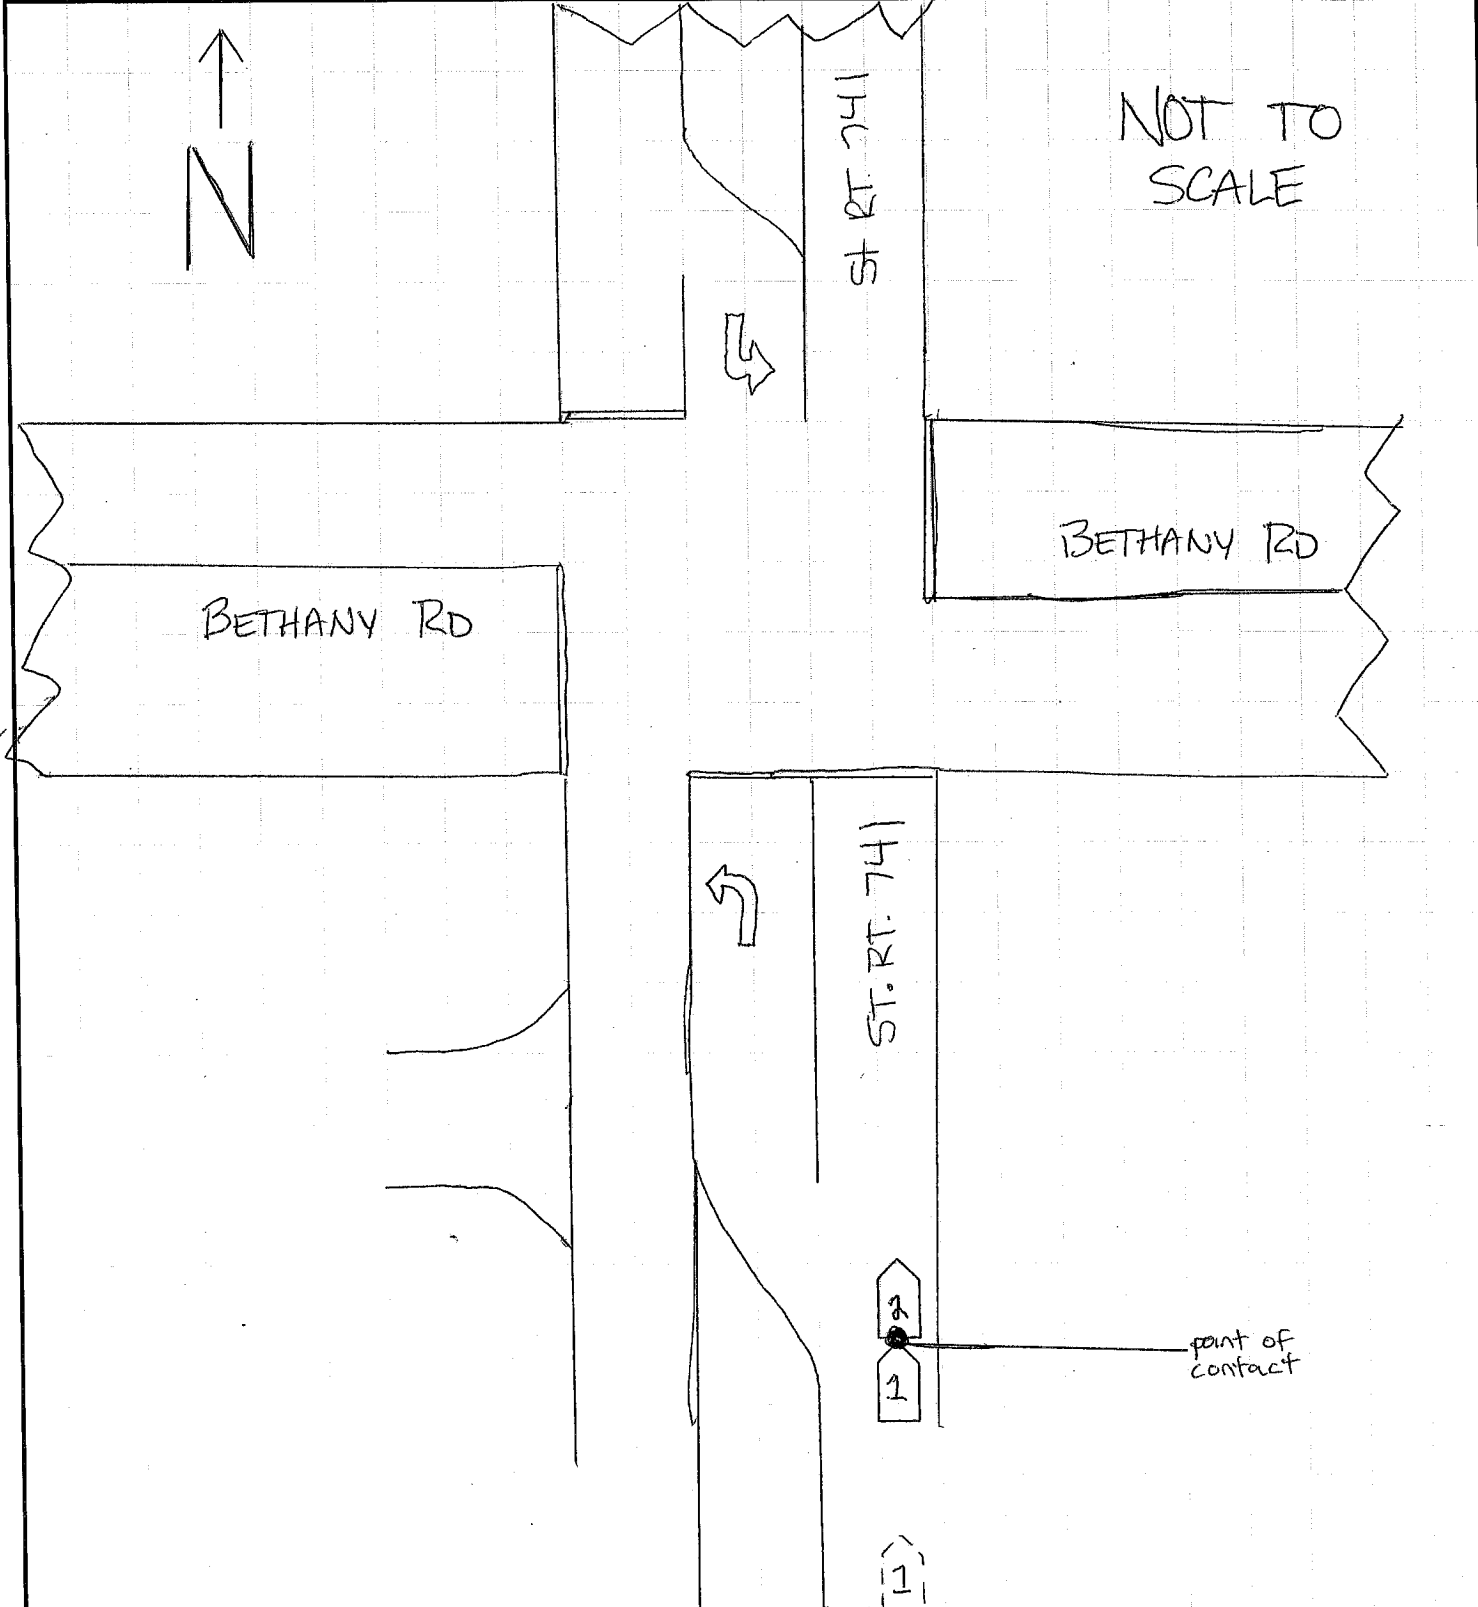 N
NOT TO
SCALE
St RT. 741
BETHANY RD
BETHANY RD
ST. RT. 741
2
point of
contact
1
1